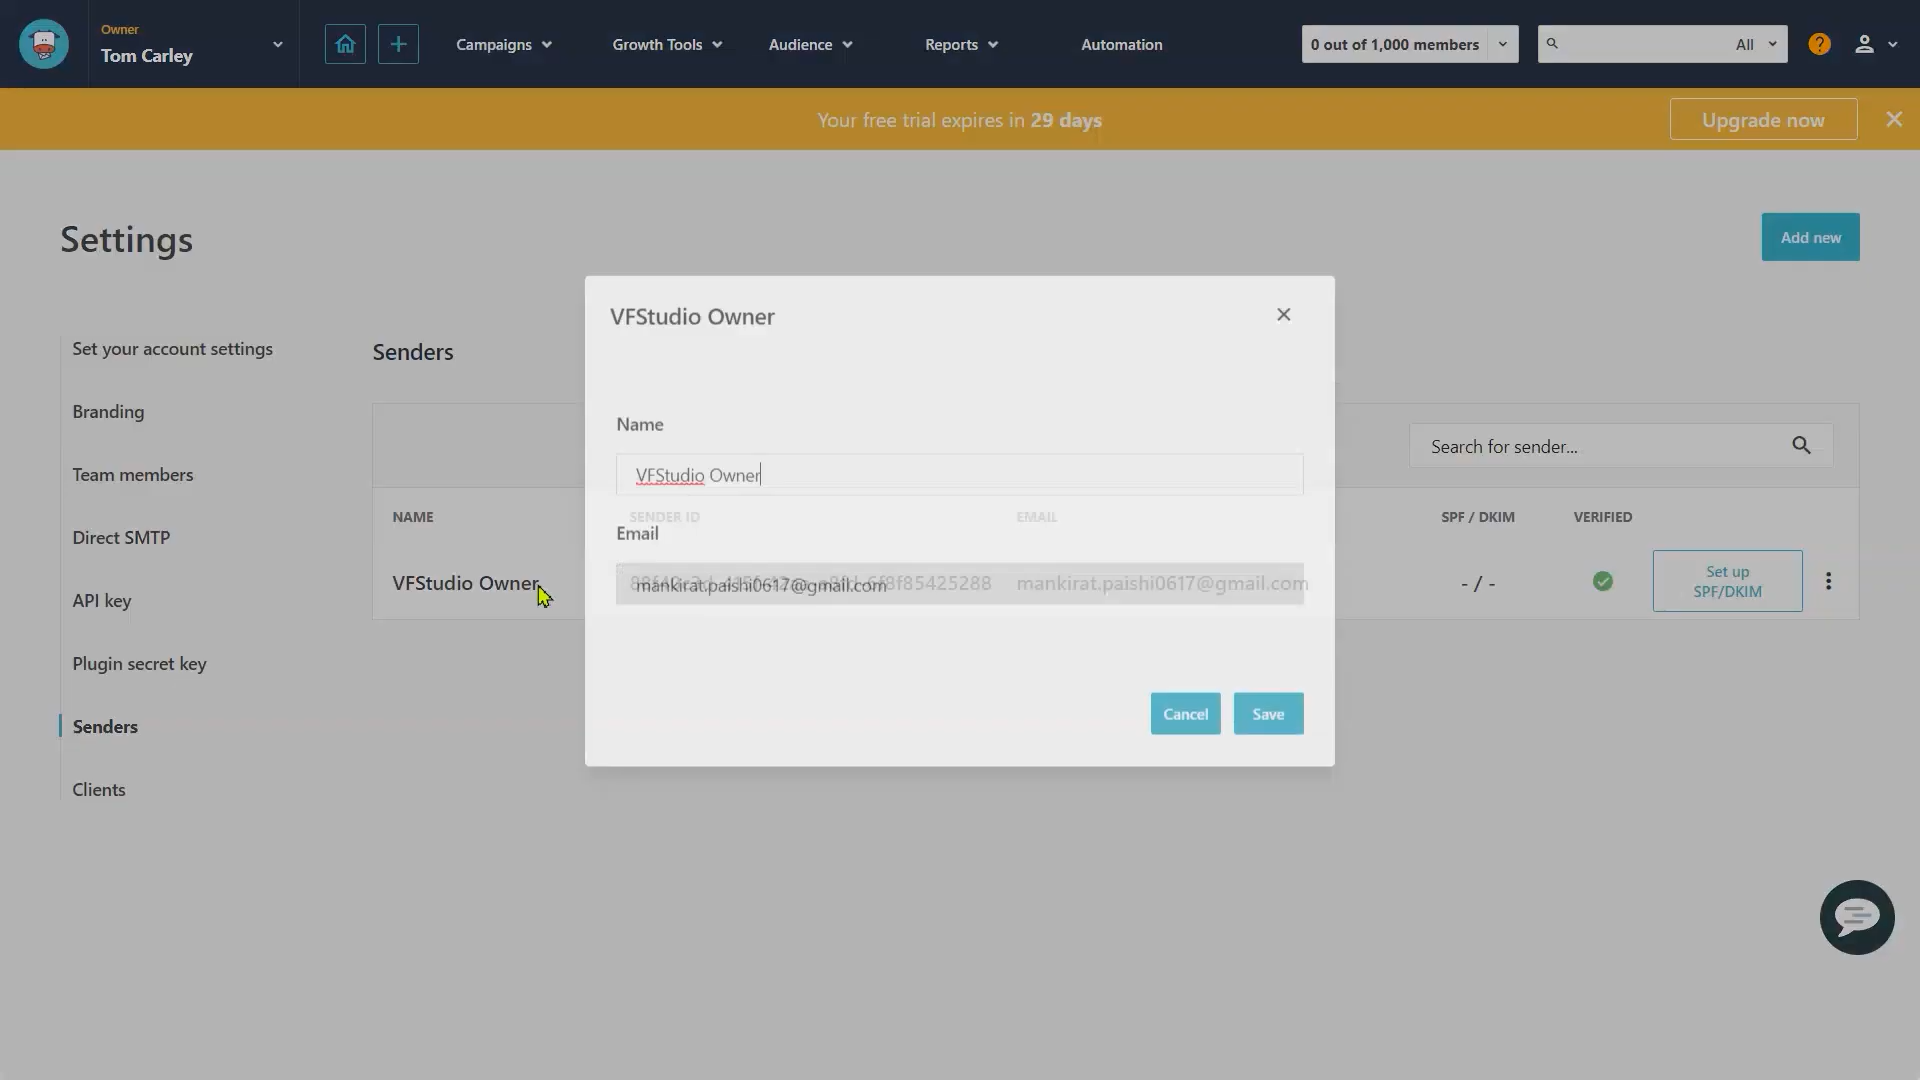 Owner
Tom Carley
Campaigns
Growth Tools
Audience
Reports
Automation
0 out of 1,000 members
All
?
Your free trial expires in 29 days
Upgrade now
Settings
Add new
Set your account settings
Branding
Team members
Direct SMTP
API key
Plugin secret key
Senders
Clients
Senders
Search for sender...
NAME
SENDER ID
EMAIL
SPF / DKIM
VERIFIED
VFStudio Owner
mankirat.paishi0617@gmail.com
- / -
Set up
SPF/DKIM
VFStudio Owner
Name
VFStudio Owner
Email
mankirat.paishi0617@gmail.com
Cancel
Save